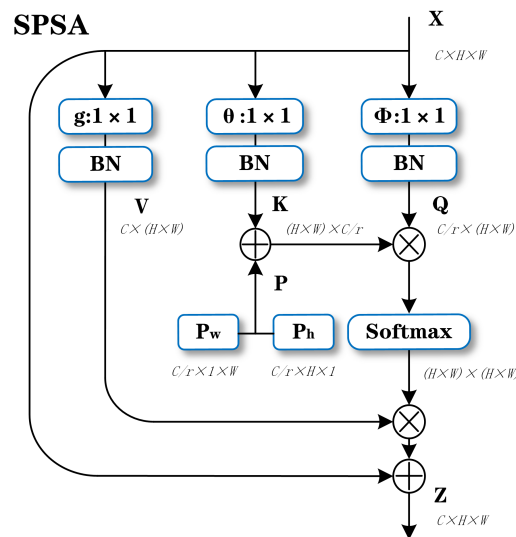 SPSA
X
C×H×W
g:1 × 1
θ :1 × 1
Φ:1 × 1
BN
BN
BN
V
K
Q
C×(H×W)
(H×W)×C/r
C/r×(H×W)
P
Pw
Ph
Softmax
C/r×1×W
C/r×H×1
(H×W)×(H×W
Z
C×H×W